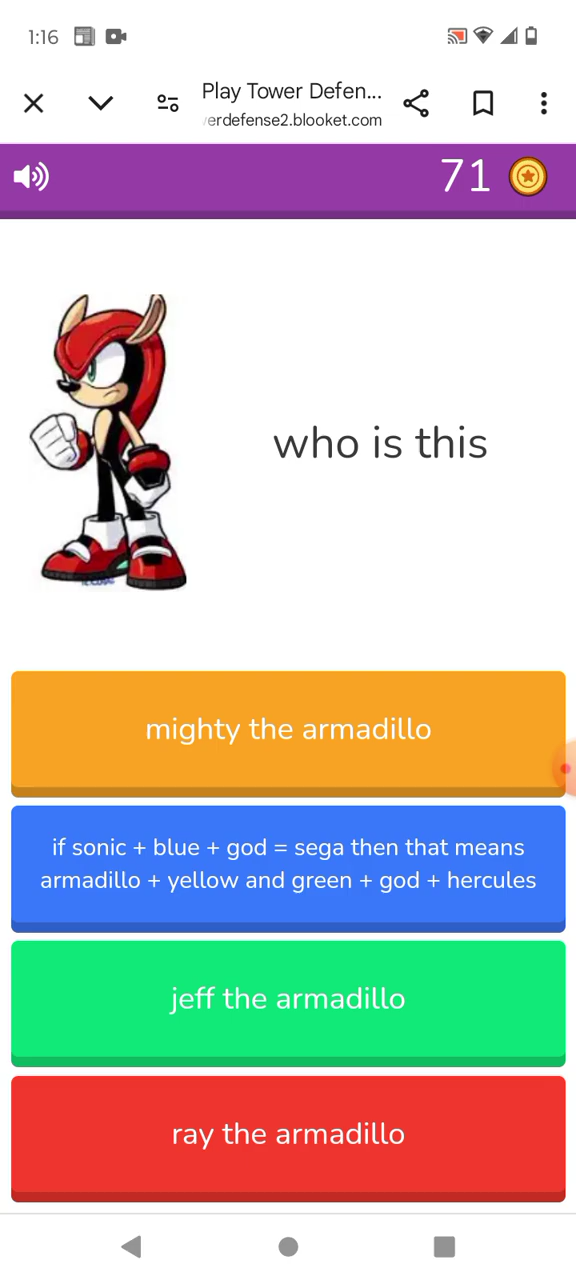 1:16
Play Tower Defen...
erdefense2.blooket.com
71
who is this
mighty the armadillo
if sonic + blue + god = sega then that means
armadillo + yellow and green + god + hercules
jeff the armadillo
ray the armadillo